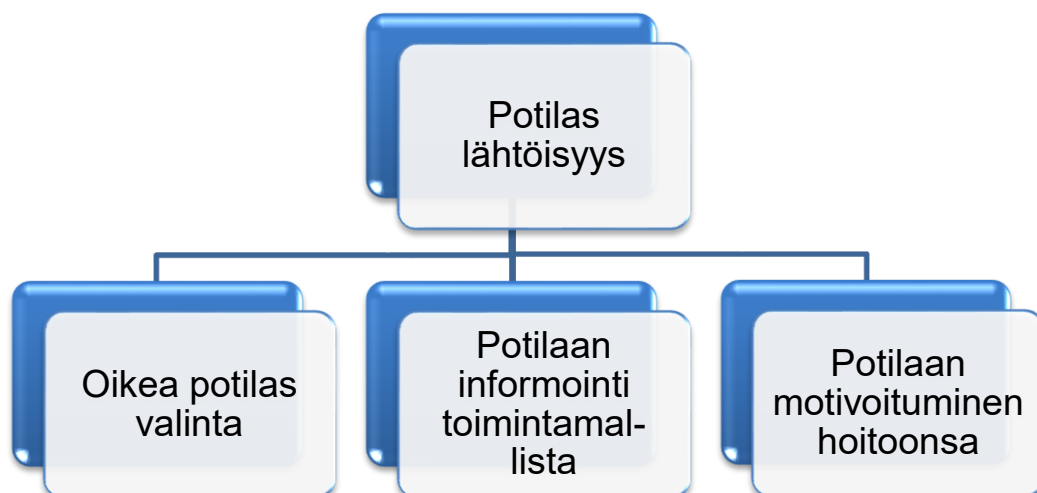 Potilas
lähtöisyys
Oikea potilas
valinta
Potilaan
informointi
toimintamal-
lista
Potilaan
motivoituminen
hoitoonsa